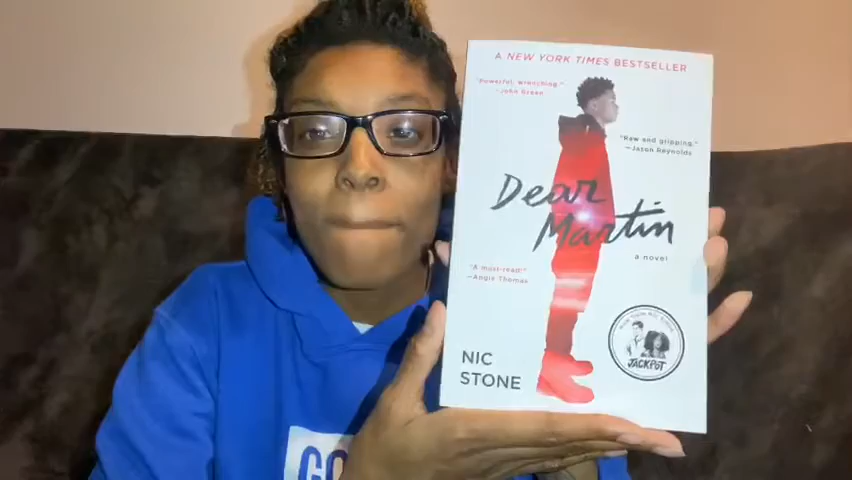 A NEW YORK TIMES BESTSELLER
"Powerful, wrenching."
–John Green
"Raw and gripping."
–Jason Reynolds
Dear
Martin
a novel
"A must-read!"
–Angie Thomas
NIC
STONE
JACKPOT